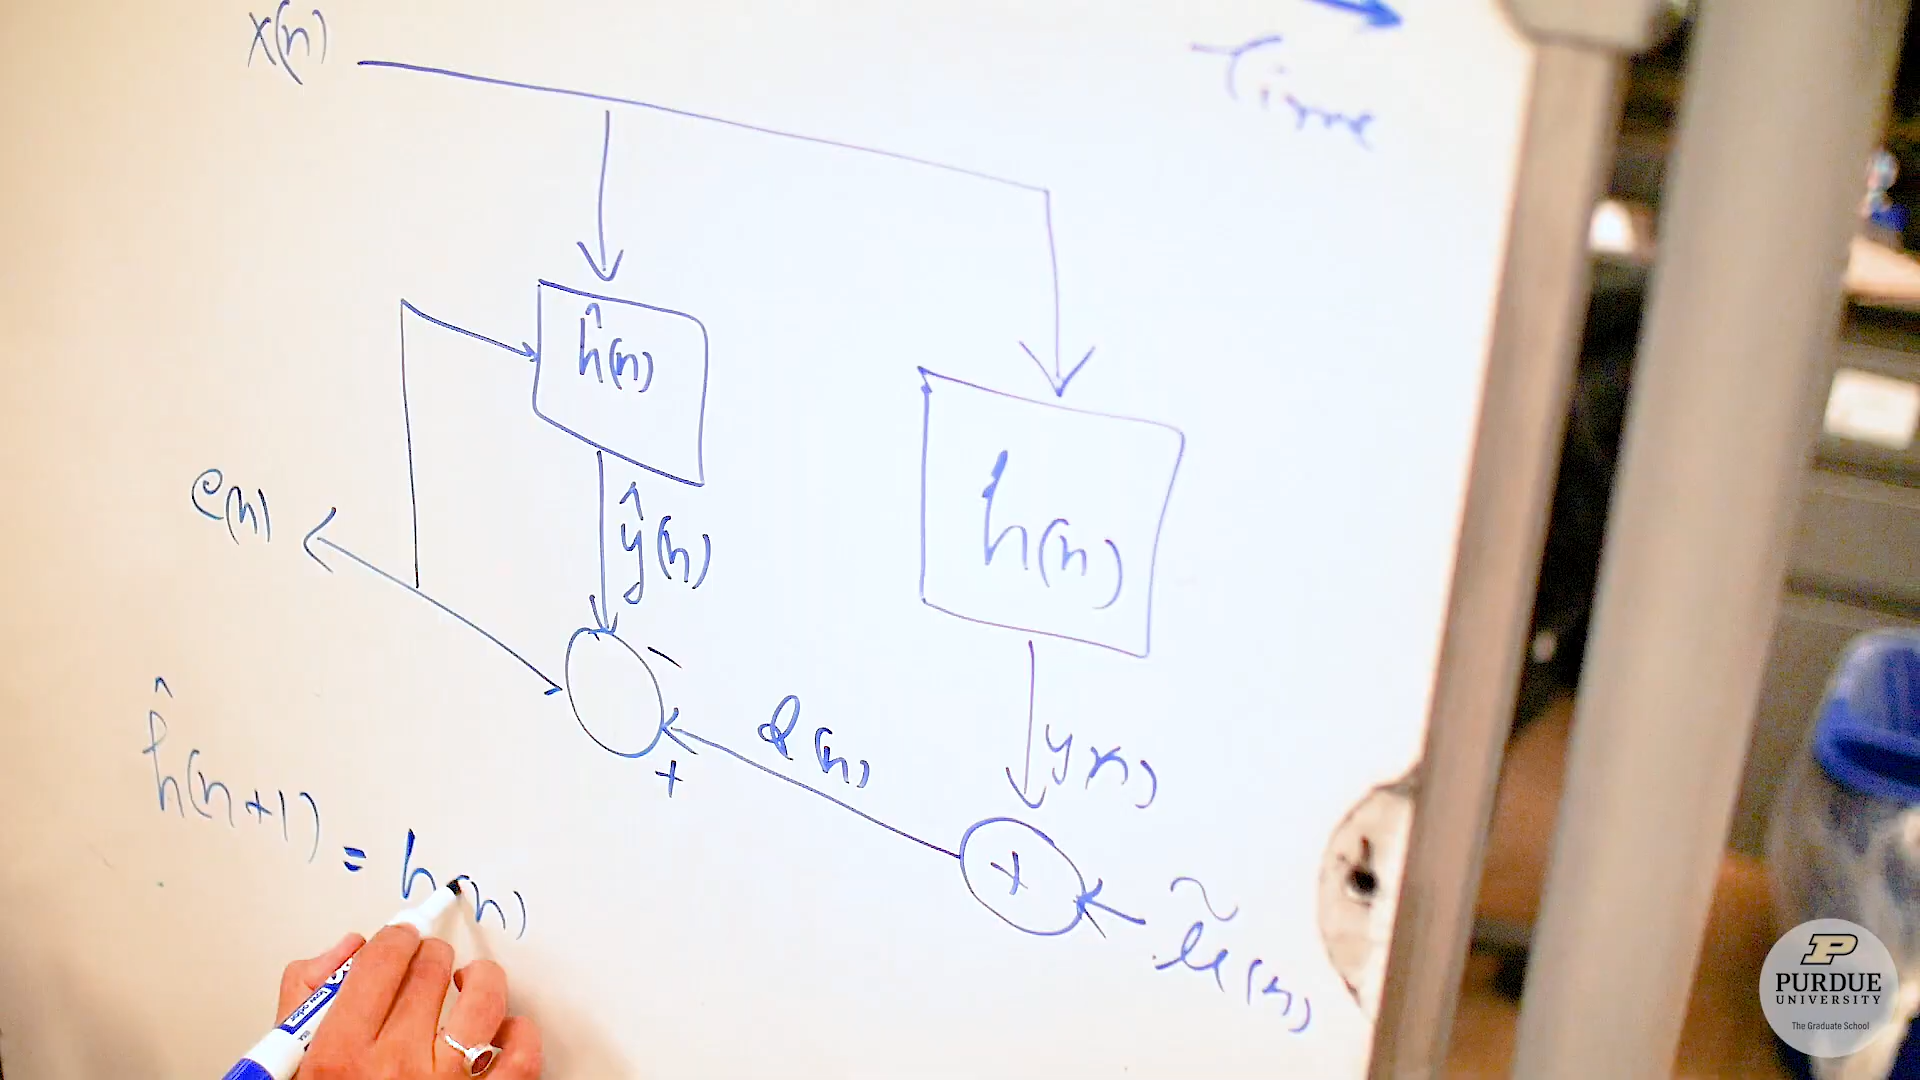 x(n)
Time
ĥ(n)
h(n)
e(n)
ŷ(n)
-
d(n)
y(n)
+
+
ĥ(n+1) = h(n)
PURDUE
UNIVERSITY
The Graduate School